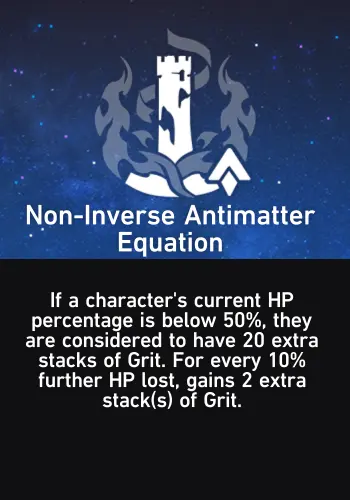 Non-Inverse Antimatter
Equation
If a character's current HP
percentage is below 50%, they
are considered to have 20 extra
stacks of Grit. For every 10%
further HP lost, gains 2 extra
stack(s) of Grit.